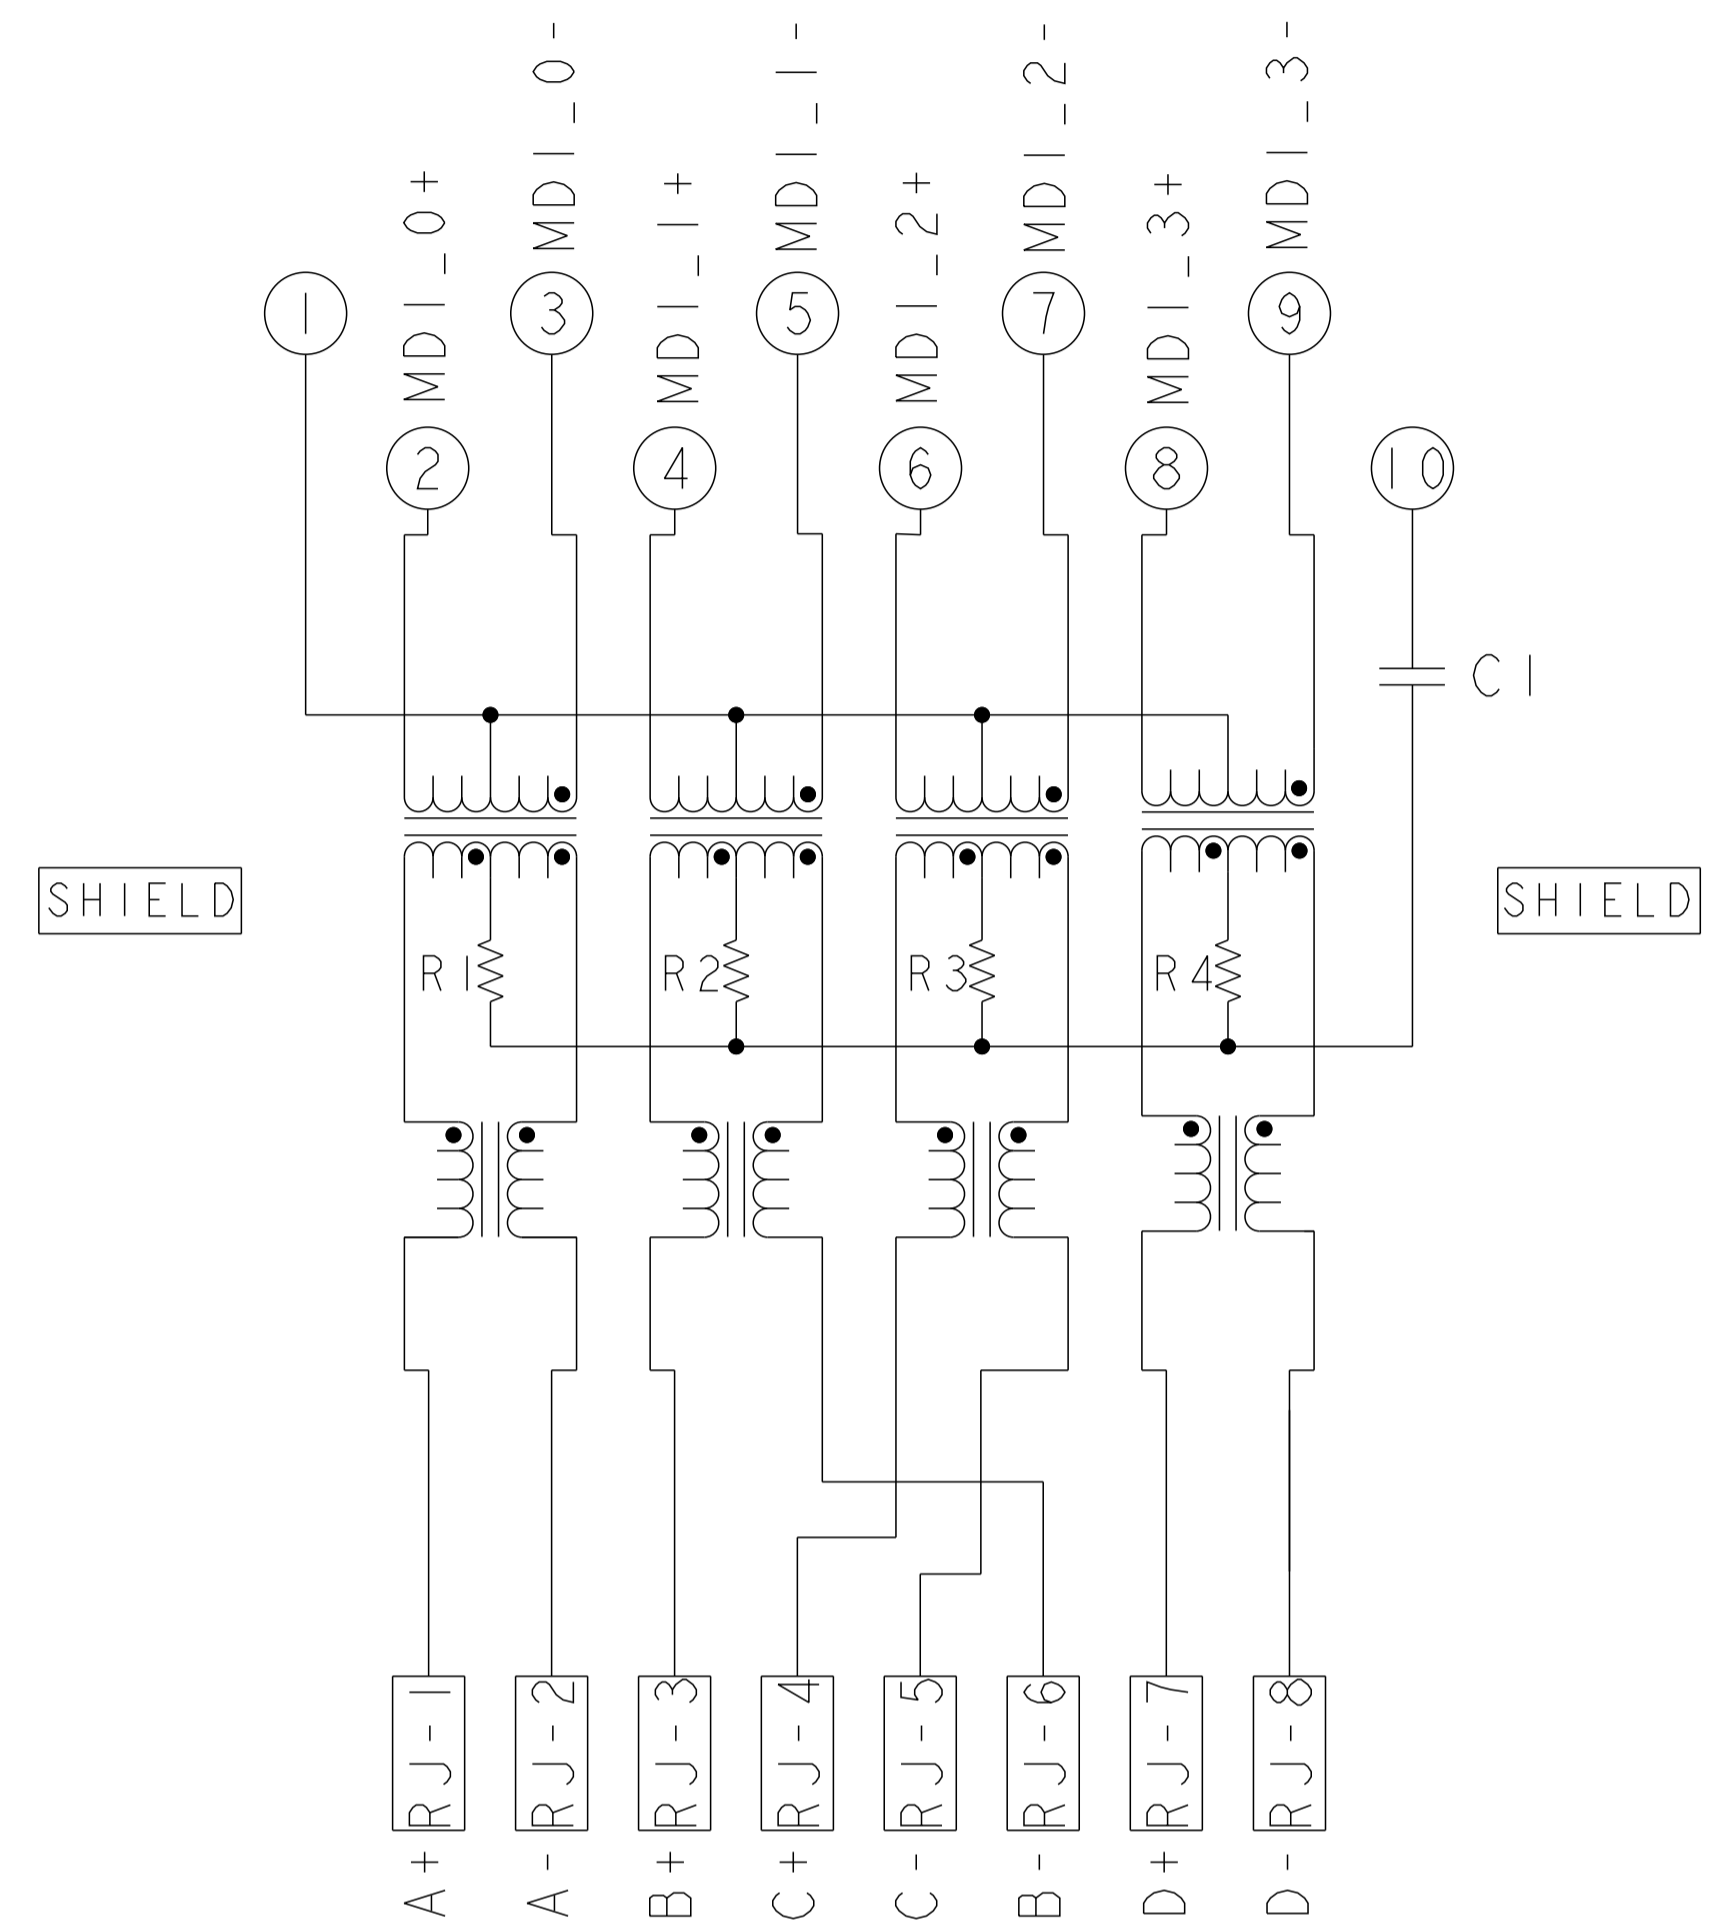 MDI_0+
MDI_0-
MDI_1+
MDI_1-
MDI_2+
MDI_2-
MDI_3+
MDI_3-
1
3
5
7
9
2
4
6
8
10
C1
SHIELD
SHIELD
R1
R2
R3
R4
RJ-1
RJ-2
RJ-3
RJ-4
RJ-5
RJ-6
RJ-7
RJ-8
A+
A-
B+
C+
C-
B-
D+
D-